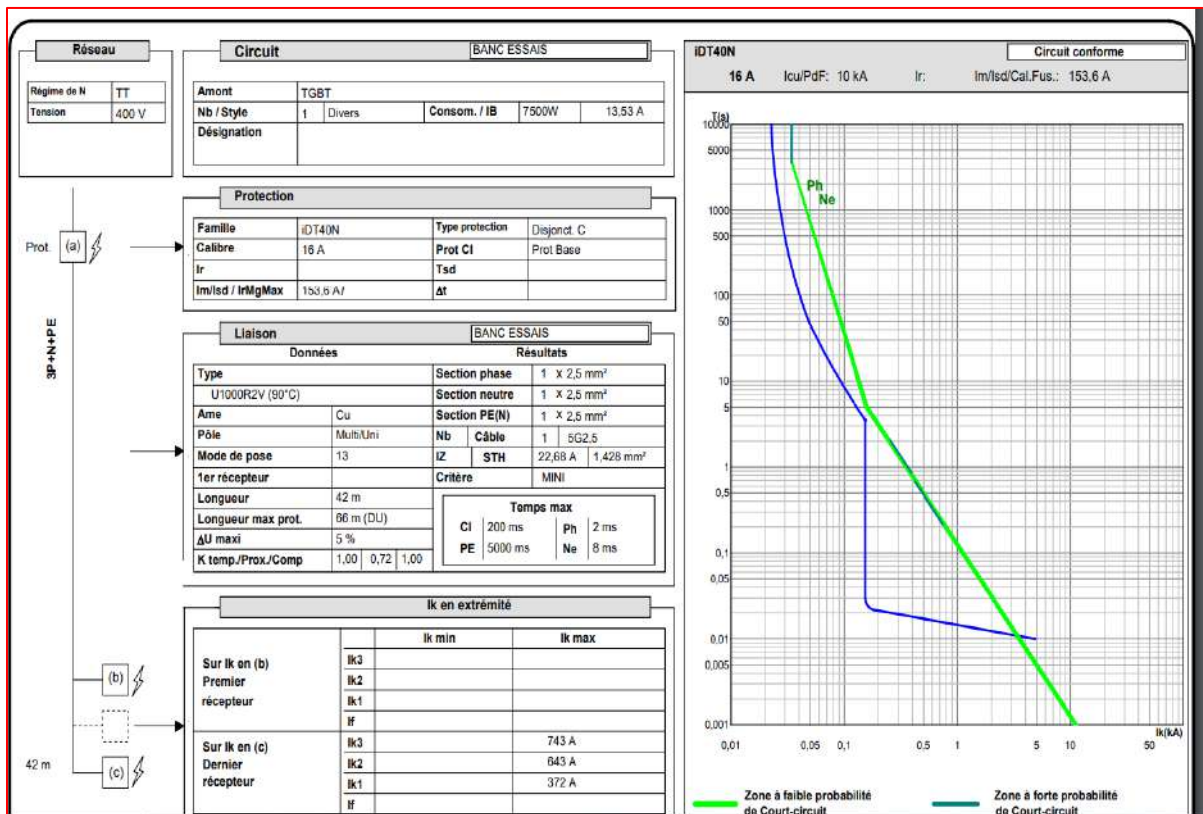 Réseau
Régime de N TT
Tension 400 V
Circuit BANC ESSAIS
Amont TGBT
Nb / Style 1 Divers Consom. / IB 7500W 13,53 A
Désignation
Protection
Prot. (a)
Famille iDT40N Type protection Disjonct. C
Calibre 16 A Prot CI Prot Base
Ir Tsd
Im/Isd / IrMgMax 153,6 A/ Δt
3P+N+PE
Liaison BANC ESSAIS
Données Résultats
Type Section phase 1 X 2,5 mm²
U1000R2V (90°C) Section neutre 1 X 2,5 mm²
Ame Cu Section PE(N) 1 X 2,5 mm²
Pôle Multi/Uni Nb Câble 1 5G2,5
Mode de pose 13 IZ STH 22,68 A 1,428 mm²
1er récepteur Critère MINI
Longueur 42 m
Longueur max prot. 66 m (DU)
ΔU maxi 5 %
K temp./Prox./Comp 1,00 0,72 1,00
Temps max
CI 200 ms Ph 2 ms
PE 5000 ms Ne 8 ms
Ik en extrémité
Ik min Ik max
(b)
Sur Ik en (b)
Premier
récepteur
Ik3
Ik2
Ik1
If
42 m (c)
Sur Ik en (c)
Dernier
récepteur
Ik3 743 A
Ik2 643 A
Ik1 372 A
If
iDT40N Circuit conforme
16 A Icu/PdF: 10 kA Ir: Im/Isd/Cal.Fus.: 153,6 A
T(s)
10000
5000
1000
500
100
50
10
5
1
0,5
0,1
0,05
0,01
0,005
0,001
Ph
Ne
Ik(kA)
0,01 0,05 0,1 0,5 1 5 10 50
Zone à faible probabilité
de Court-circuit
Zone à forte probabilité
de Court-circuit